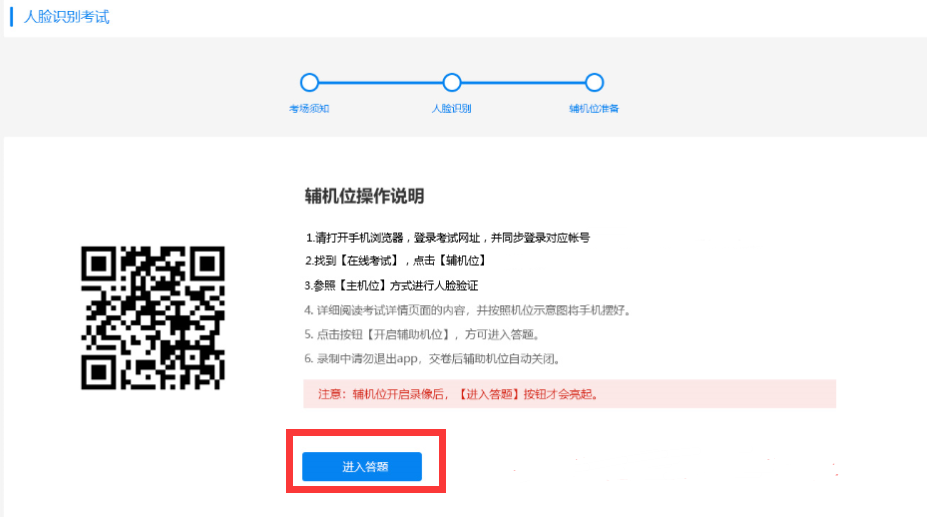 人脸识别考试
考场须知
人脸识别
辅机位准备
辅机位操作说明
1.请打开手机浏览器，登录考试网址，并同步登录对应帐号
2.找到【在线考试】，点击【辅机位】
3.参照【主机位】方式进行人脸验证
4. 详细阅读考试详情页面的内容，并按照机位示意图将手机摆好。
5. 点击按钮【开启辅助机位】，方可进入答题。
6. 录制中请勿退出app，交卷后辅助机位自动关闭。
注意：辅机位开启录像后，【进入答题】按钮才会亮起。
进入答题